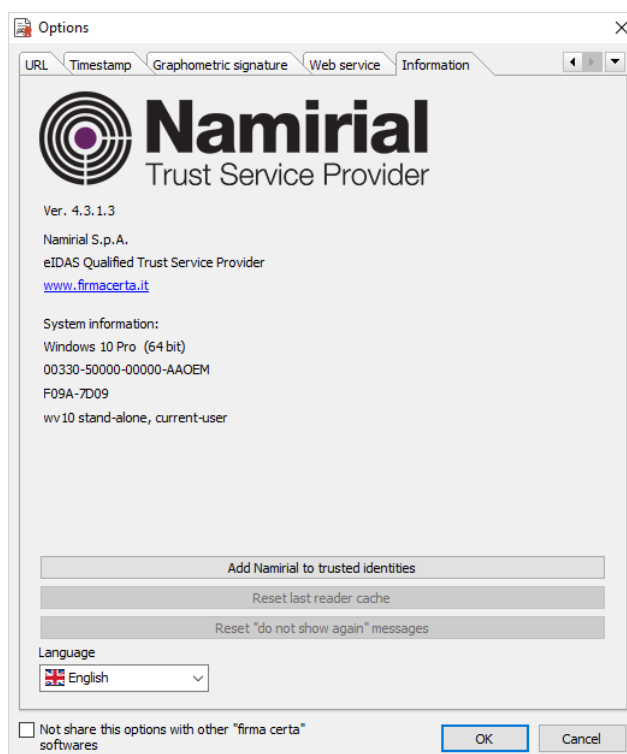 Options
URL
Timestamp
Graphometric signature
Web service
Information
Namirial
Trust Service Provider
Ver. 4.3.1.3
Namirial S.p.A.
eIDAS Qualified Trust Service Provider
www.firmacerta.it
System information:
Windows 10 Pro (64 bit)
00330-50000-00000-AAOEM
F09A-7D09
wv10 stand-alone, current-user
Add Namirial to trusted identities
Reset last reader cache
Reset "do not show again" messages
Language
English
Not share this options with other "firma certa"
softwares
OK
Cancel